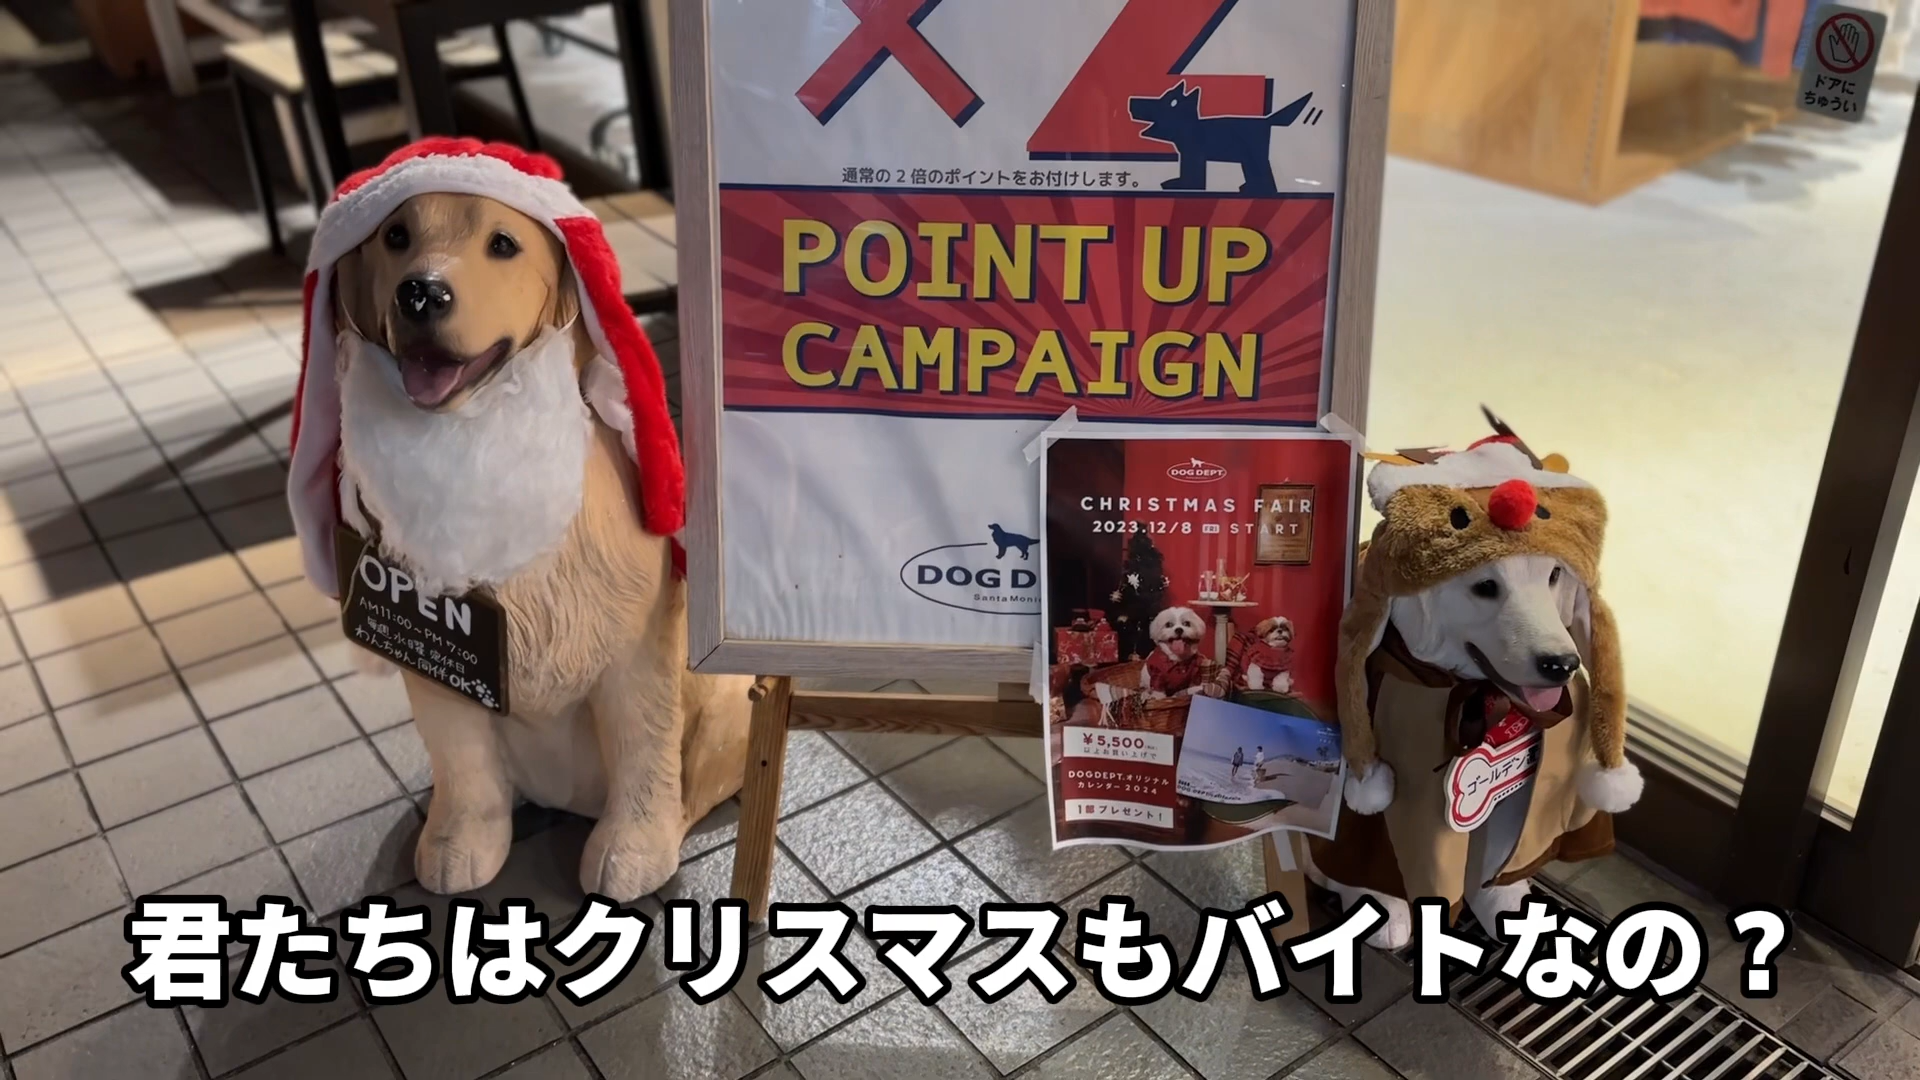 ×2
通常の2倍のポイントをお付けします。
POINT UP
CAMPAIGN
DOG D
Santa Moni
OPEN
AM11:00~PM7:00
毎週水曜定休日
わんちゃん同伴OK
DOG DEPT
CHRISTMAS FAIR
2023.12/8 FRI START
¥5,500
以上お買い上げで
DOGDEPT.オリジナル
カレンダー2024
1部プレゼント!
ゴールデン
ドアに
ちゅうい
君たちはクリスマスもバイトなの?